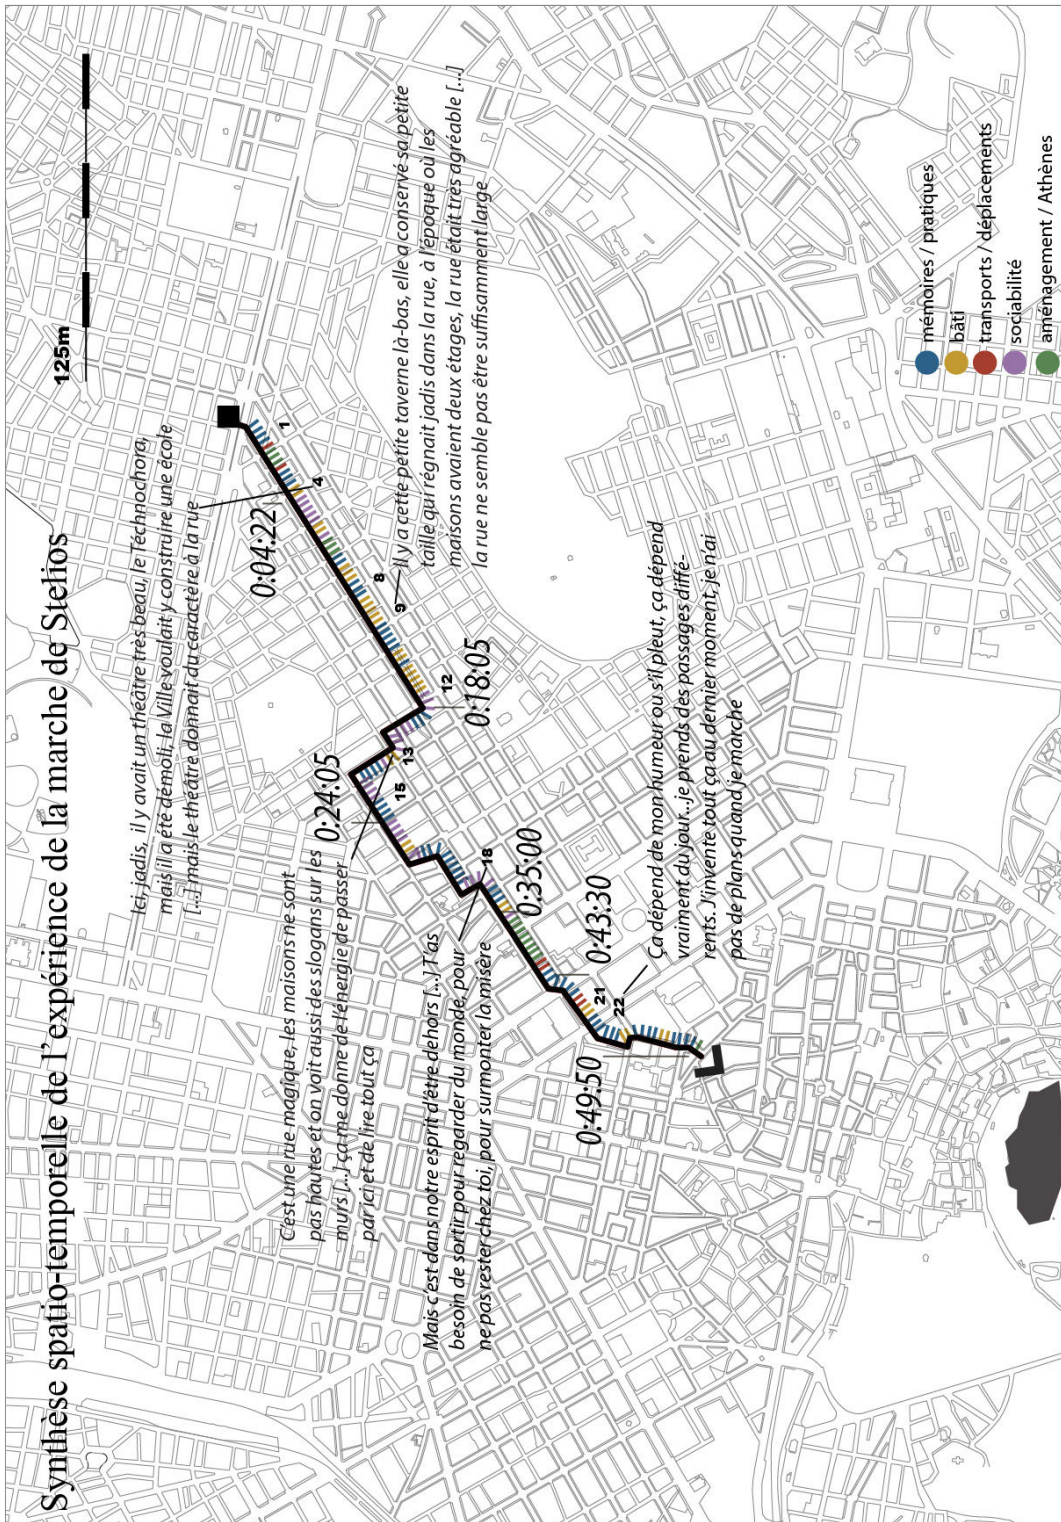 Synthèse spatio-temporelle de l'expérience de la marche de Stelios
125m
Ici, jadis, il y avait un théâtre très beau, le Technochora,
mais il a été démoli, la Ville voulait y construire une école
[...] mais le théâtre donnait du caractère à la rue
0:04:22
1
4
8
9
Il y a cette petite taverne là-bas, elle a conservé sa petite
taille qui régnait jadis dans la rue, à l'époque où les
maisons avaient deux étages, la rue était très agréable [...]
la rue ne semble pas être suffisamment large
12
0:18:05
13
0:24:05
15
C'est une rue magique, les maisons ne sont
pas hautes et on voit aussi des slogans sur les
murs [...] ça me donne de l'énergie de passer
par ici et de lire tout ça
18
0:35:00
Mais c'est dans notre esprit d'être dehors [...] T'as
besoin de sortir pour regarder du monde, pour
ne pas rester chez toi, pour surmonter la misère
0:43:30
21
22
Ça dépend de mon humeur ou s'il pleut, ça dépend
vraiment du jour...je prends des passages diffé-
rents. J'invente tout ça au dernier moment, je n'ai
pas de plans quand je marche
0:49:50
mémoires / pratiques
bâti
transports / déplacements
sociabilité
aménagement / Athènes